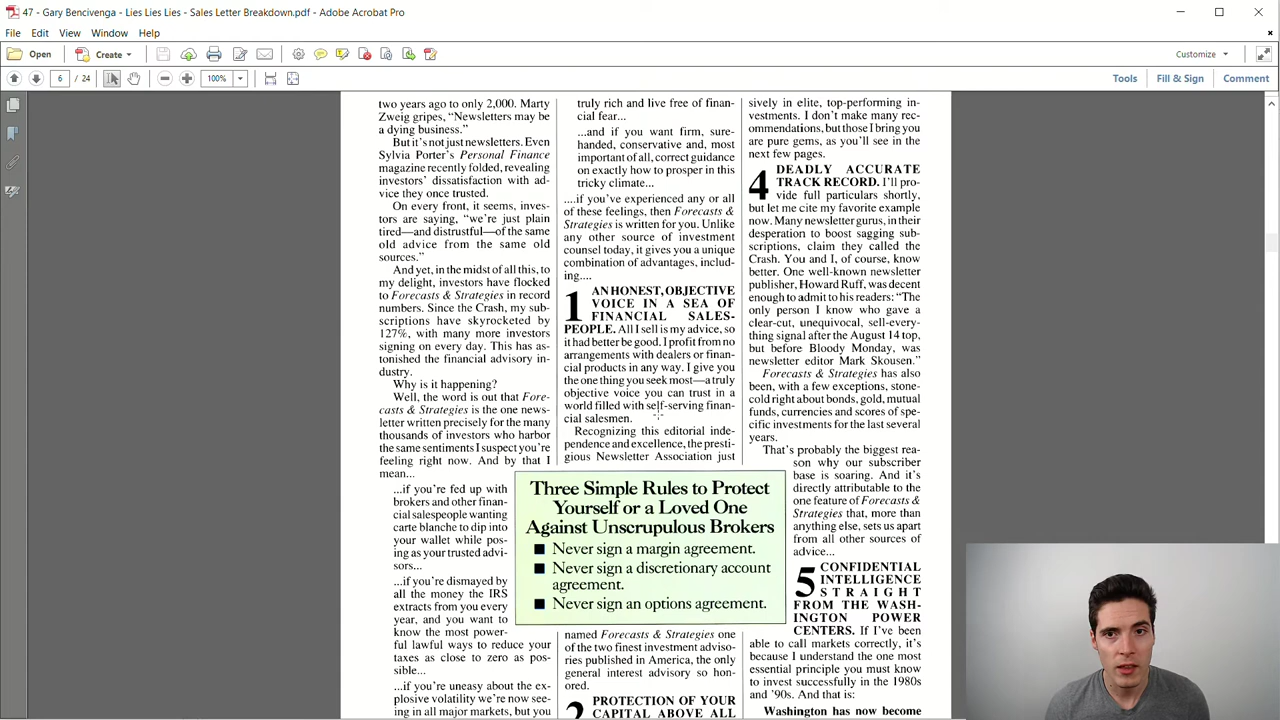 47 - Gary Bencivenga - Lies Lies Lies - Sales Letter Breakdown.pdf - Adobe Acrobat Pro
File Edit View Window Help
Open Create Customize
6 / 24 100% Tools Fill & Sign Comment
two years ago to only 2,000. Marty
Zweig gripes, “Newsletters may be
a dying business.”
But it's not just newsletters. Even
Sylvia Porter's Personal Finance
magazine recently folded, revealing
investors' dissatisfaction with ad-
vice they once trusted.
On every front, it seems, inves-
tors are saying, “we're just plain
tired—and distrustful—of the same
old advice from the same old
sources.”
And yet, in the midst of all this, to
my delight, investors have flocked
to Forecasts & Strategies in record
numbers. Since the Crash, my sub-
scriptions have skyrocketed by
127%, with many more investors
signing on every day. This has as-
tonished the financial advisory in-
dustry.
Why is it happening?
Well, the word is out that Fore-
casts & Strategies is the one news-
letter written precisely for the many
thousands of investors who harbor
the same sentiments I suspect you're
feeling right now. And by that I
mean...
...if you're fed up with
brokers and other finan-
cial salespeople wanting
carte blanche to dip into
your wallet while pos-
ing as your trusted advi-
sors...
...if you're dismayed by
all the money the IRS
extracts from you every
year, and you want to
know the most power-
ful lawful ways to reduce your
taxes as close to zero as pos-
sible...
...if you're uneasy about the ex-
plosive volatility we're now see-
ing in all major markets, but you
truly rich and live free of finan-
cial fear...
...and if you want firm, sure-
handed, conservative and, most
important of all, correct guidance
on exactly how to prosper in this
tricky climate...
....if you've experienced any or all
of these feelings, then Forecasts &
Strategies is written for you. Unlike
any other source of investment
counsel today, it gives you a unique
combination of advantages, includ-
ing....
1 AN HONEST, OBJECTIVE
VOICE IN A SEA OF
FINANCIAL SALES-
PEOPLE. All I sell is my advice, so
it had better be good. I profit from no
arrangements with dealers or finan-
cial products in any way. I give you
the one thing you seek most—a truly
objective voice you can trust in a
world filled with self-serving finan-
cial salesmen.
Recognizing this editorial inde-
pendence and excellence, the presti-
gious Newsletter Association just
Three Simple Rules to Protect
Yourself or a Loved One
Against Unscrupulous Brokers
■ Never sign a margin agreement.
■ Never sign a discretionary account
agreement.
■ Never sign an options agreement.
named Forecasts & Strategies one
of the two finest investment adviso-
ries published in America, the only
general interest advisory so hon-
ored.
2 PROTECTION OF YOUR
CAPITAL ABOVE ALL
sively in elite, top-performing in-
vestments. I don't make many rec-
ommendations, but those I bring you
are pure gems, as you'll see in the
next few pages.
4 DEADLY ACCURATE
TRACK RECORD. I'll pro-
vide full particulars shortly,
but let me cite my favorite example
now. Many newsletter gurus, in their
desperation to boost sagging sub-
scriptions, claim they called the
Crash. You and I, of course, know
better. One well-known newsletter
publisher, Howard Ruff, was decent
enough to admit to his readers: “The
only person I know who gave a
clear-cut, unequivocal, sell-every-
thing signal after the August 14 top,
but before Bloody Monday, was
newsletter editor Mark Skousen.”
Forecasts & Strategies has also
been, with a few exceptions, stone-
cold right about bonds, gold, mutual
funds, currencies and scores of spe-
cific investments for the last several
years.
That's probably the biggest rea-
son why our subscriber
base is soaring. And it's
directly attributable to the
one feature of Forecasts &
Strategies that, more than
anything else, sets us apart
from all other sources of
advice...
5 CONFIDENTIAL
INTELLIGENCE
STRAIGHT
FROM THE WASH-
INGTON POWER
CENTERS. If I've been
able to call markets correctly, it's
because I understand the one most
essential principle you must know
to invest successfully in the 1980s
and '90s. And that is:
Washington has now become